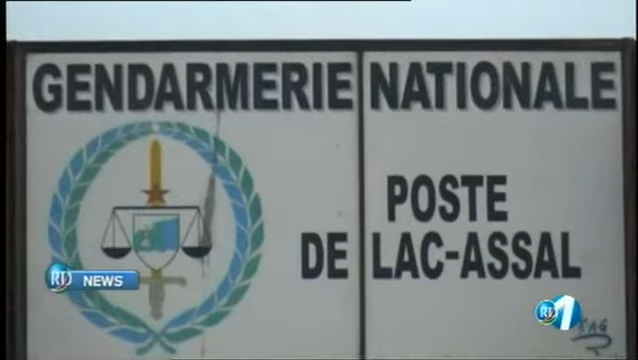 GENDARMERIE NATIONALE
POSTE
DE LAC-ASSAL
NEWS